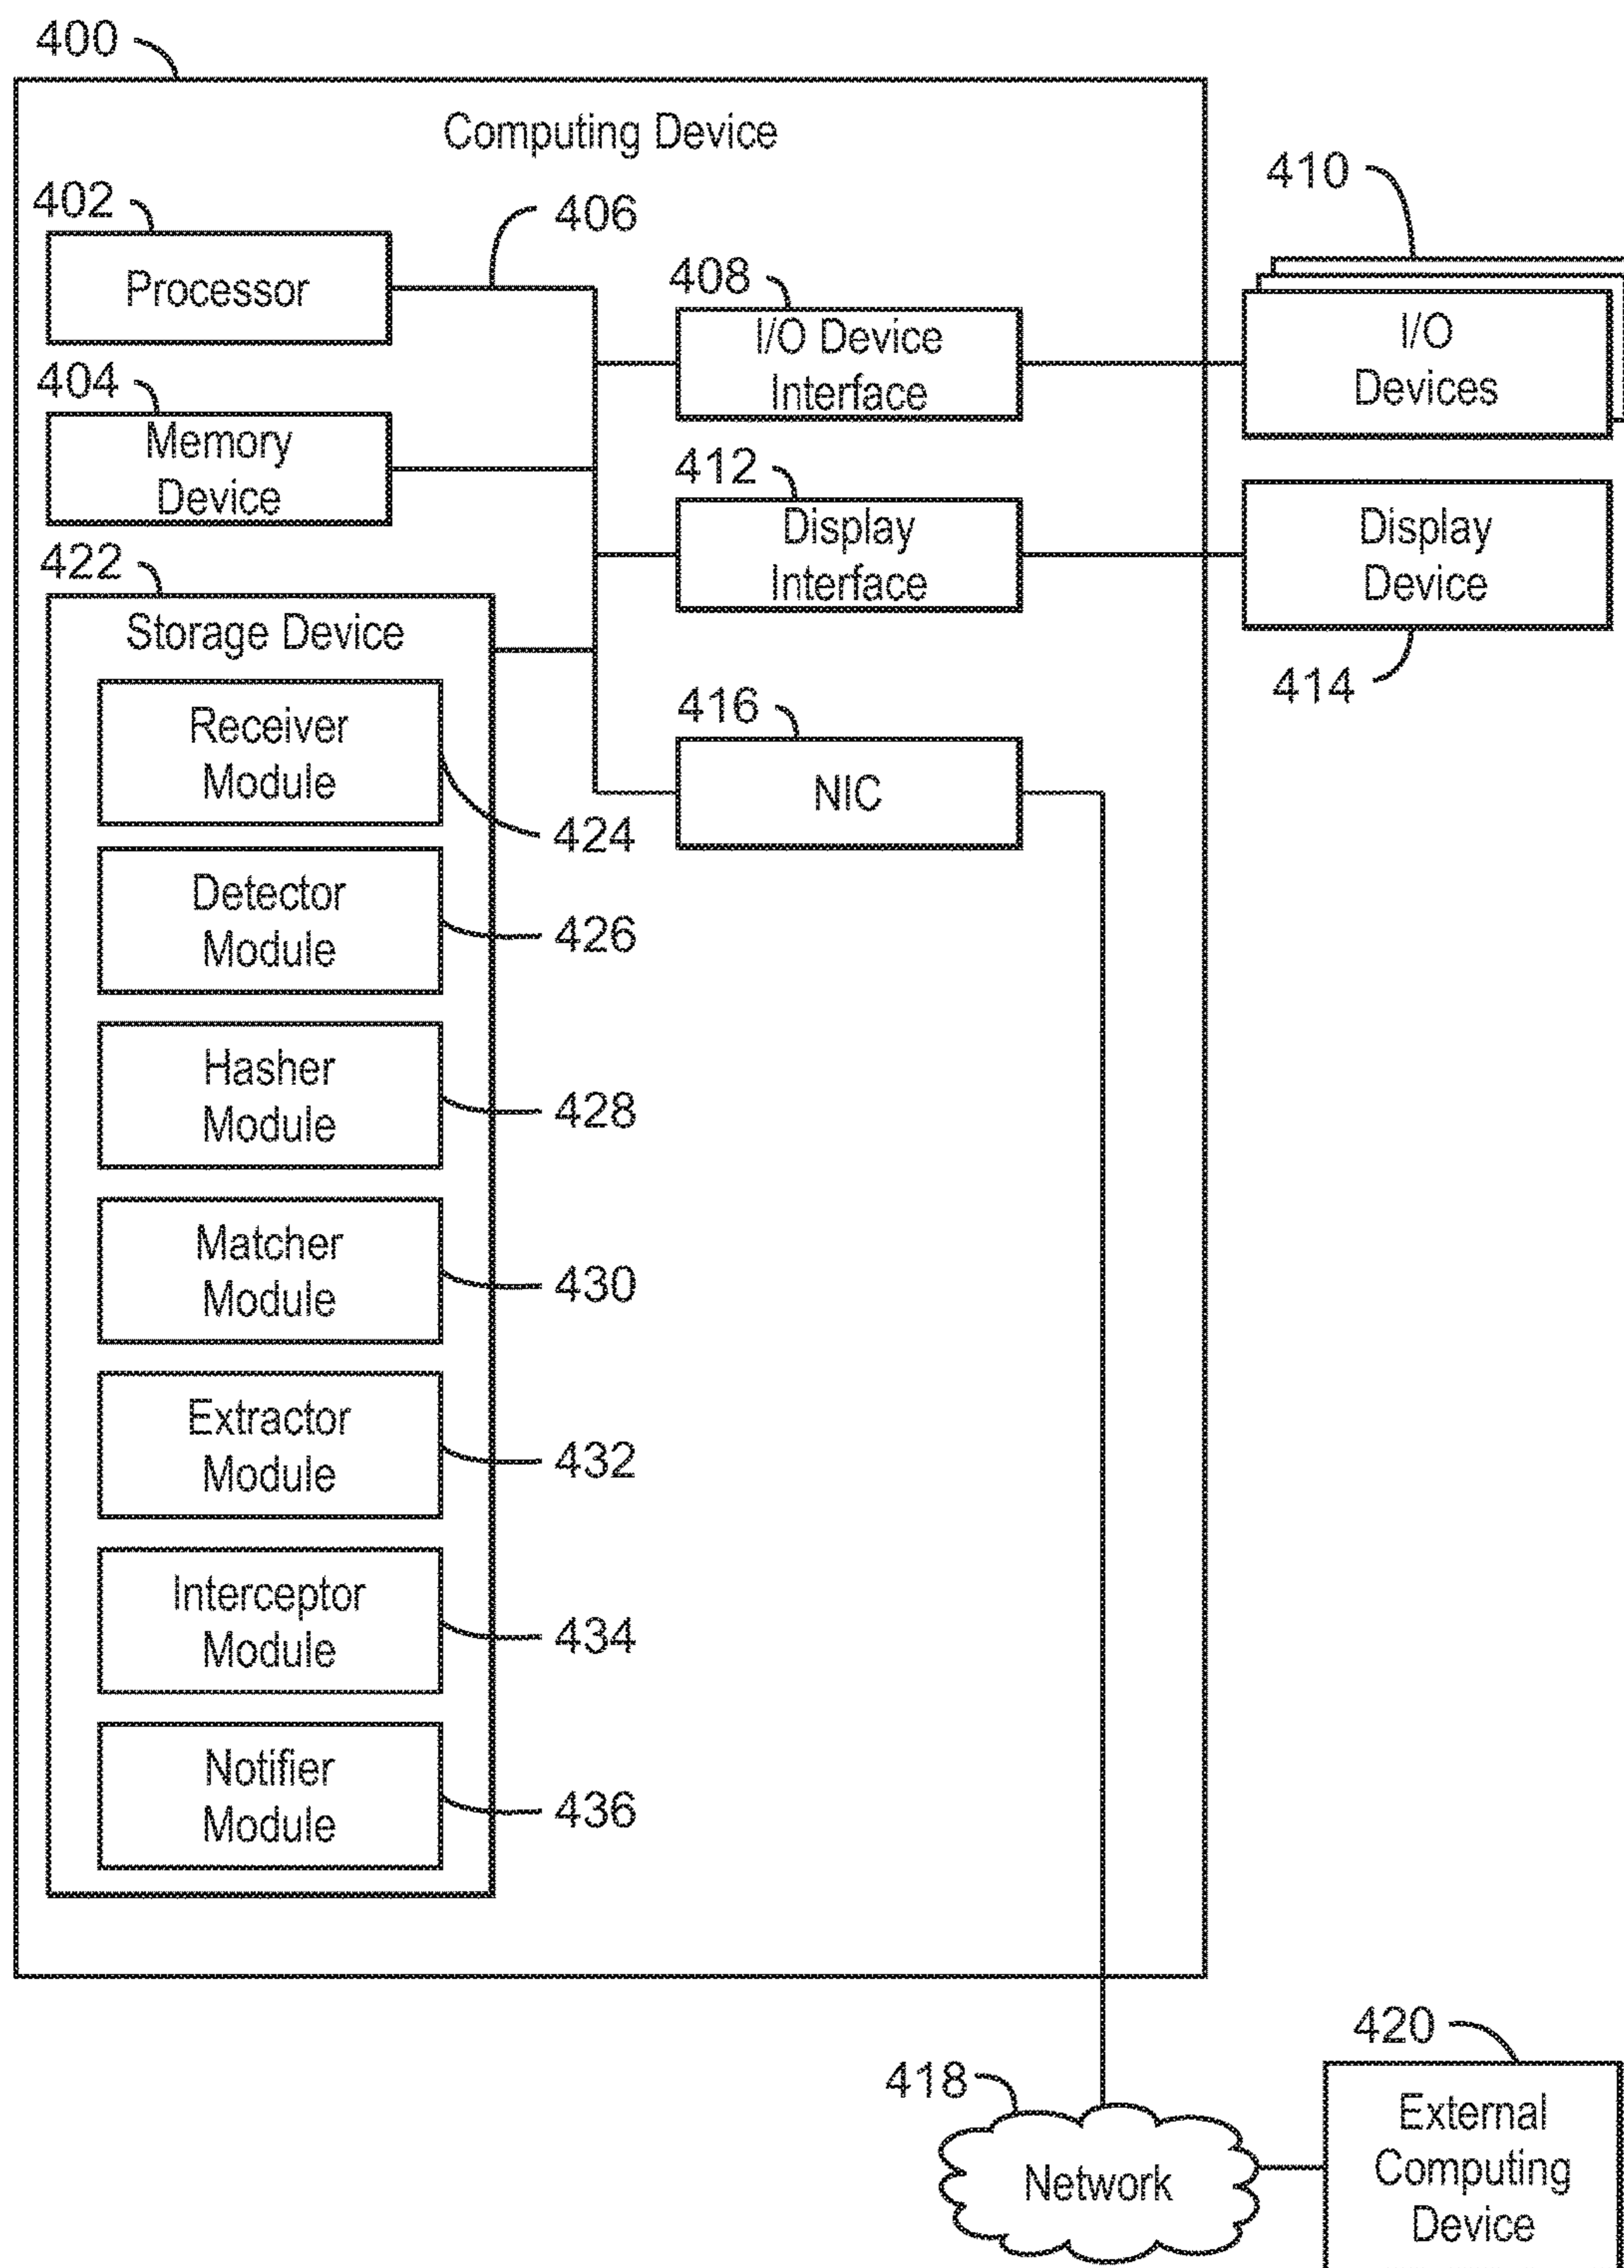 400
Computing Device
402
Processor
406
404
Memory
Device
408
I/O Device
Interface
410
I/O
Devices
412
Display
Interface
Display
Device
414
422
Storage Device
Receiver
Module
424
416
NIC
Detector
Module
426
Hasher
Module
428
Matcher
Module
430
Extractor
Module
432
Interceptor
Module
434
Notifier
Module
436
418
Network
420
External
Computing
Device